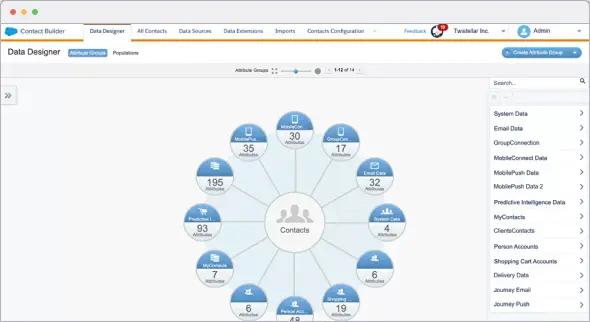 Contact Builder
Data Designer
All Contacts
Data Sources
Data Extensions
Imports
Contacts Configuration
Feedback
Twistellar Inc.
Admin
Data Designer
Attribute Groups
Populations
Create Attribute Group
Attribute Groups
1-12 of 14
Search...
MobileCon...
30
Attributes
MobilePus...
35
Attributes
GroupCon...
17
Attributes
195
Attributes
Email Data
32
Attributes
Predictive I...
93
Attributes
Contacts
System Data
4
Attributes
MyContacts
7
Attributes
6
Attributes
6
Attributes
Person Acc...
48
Shopping ...
19
Attributes
System Data
Email Data
GroupConnection
MobileConnect Data
MobilePush Data
MobilePush Data 2
Predictive Intelligence Data
MyContacts
ClientsContacts
Person Accounts
Shopping Cart Accounts
Delivery Data
Journey Email
Journey Push